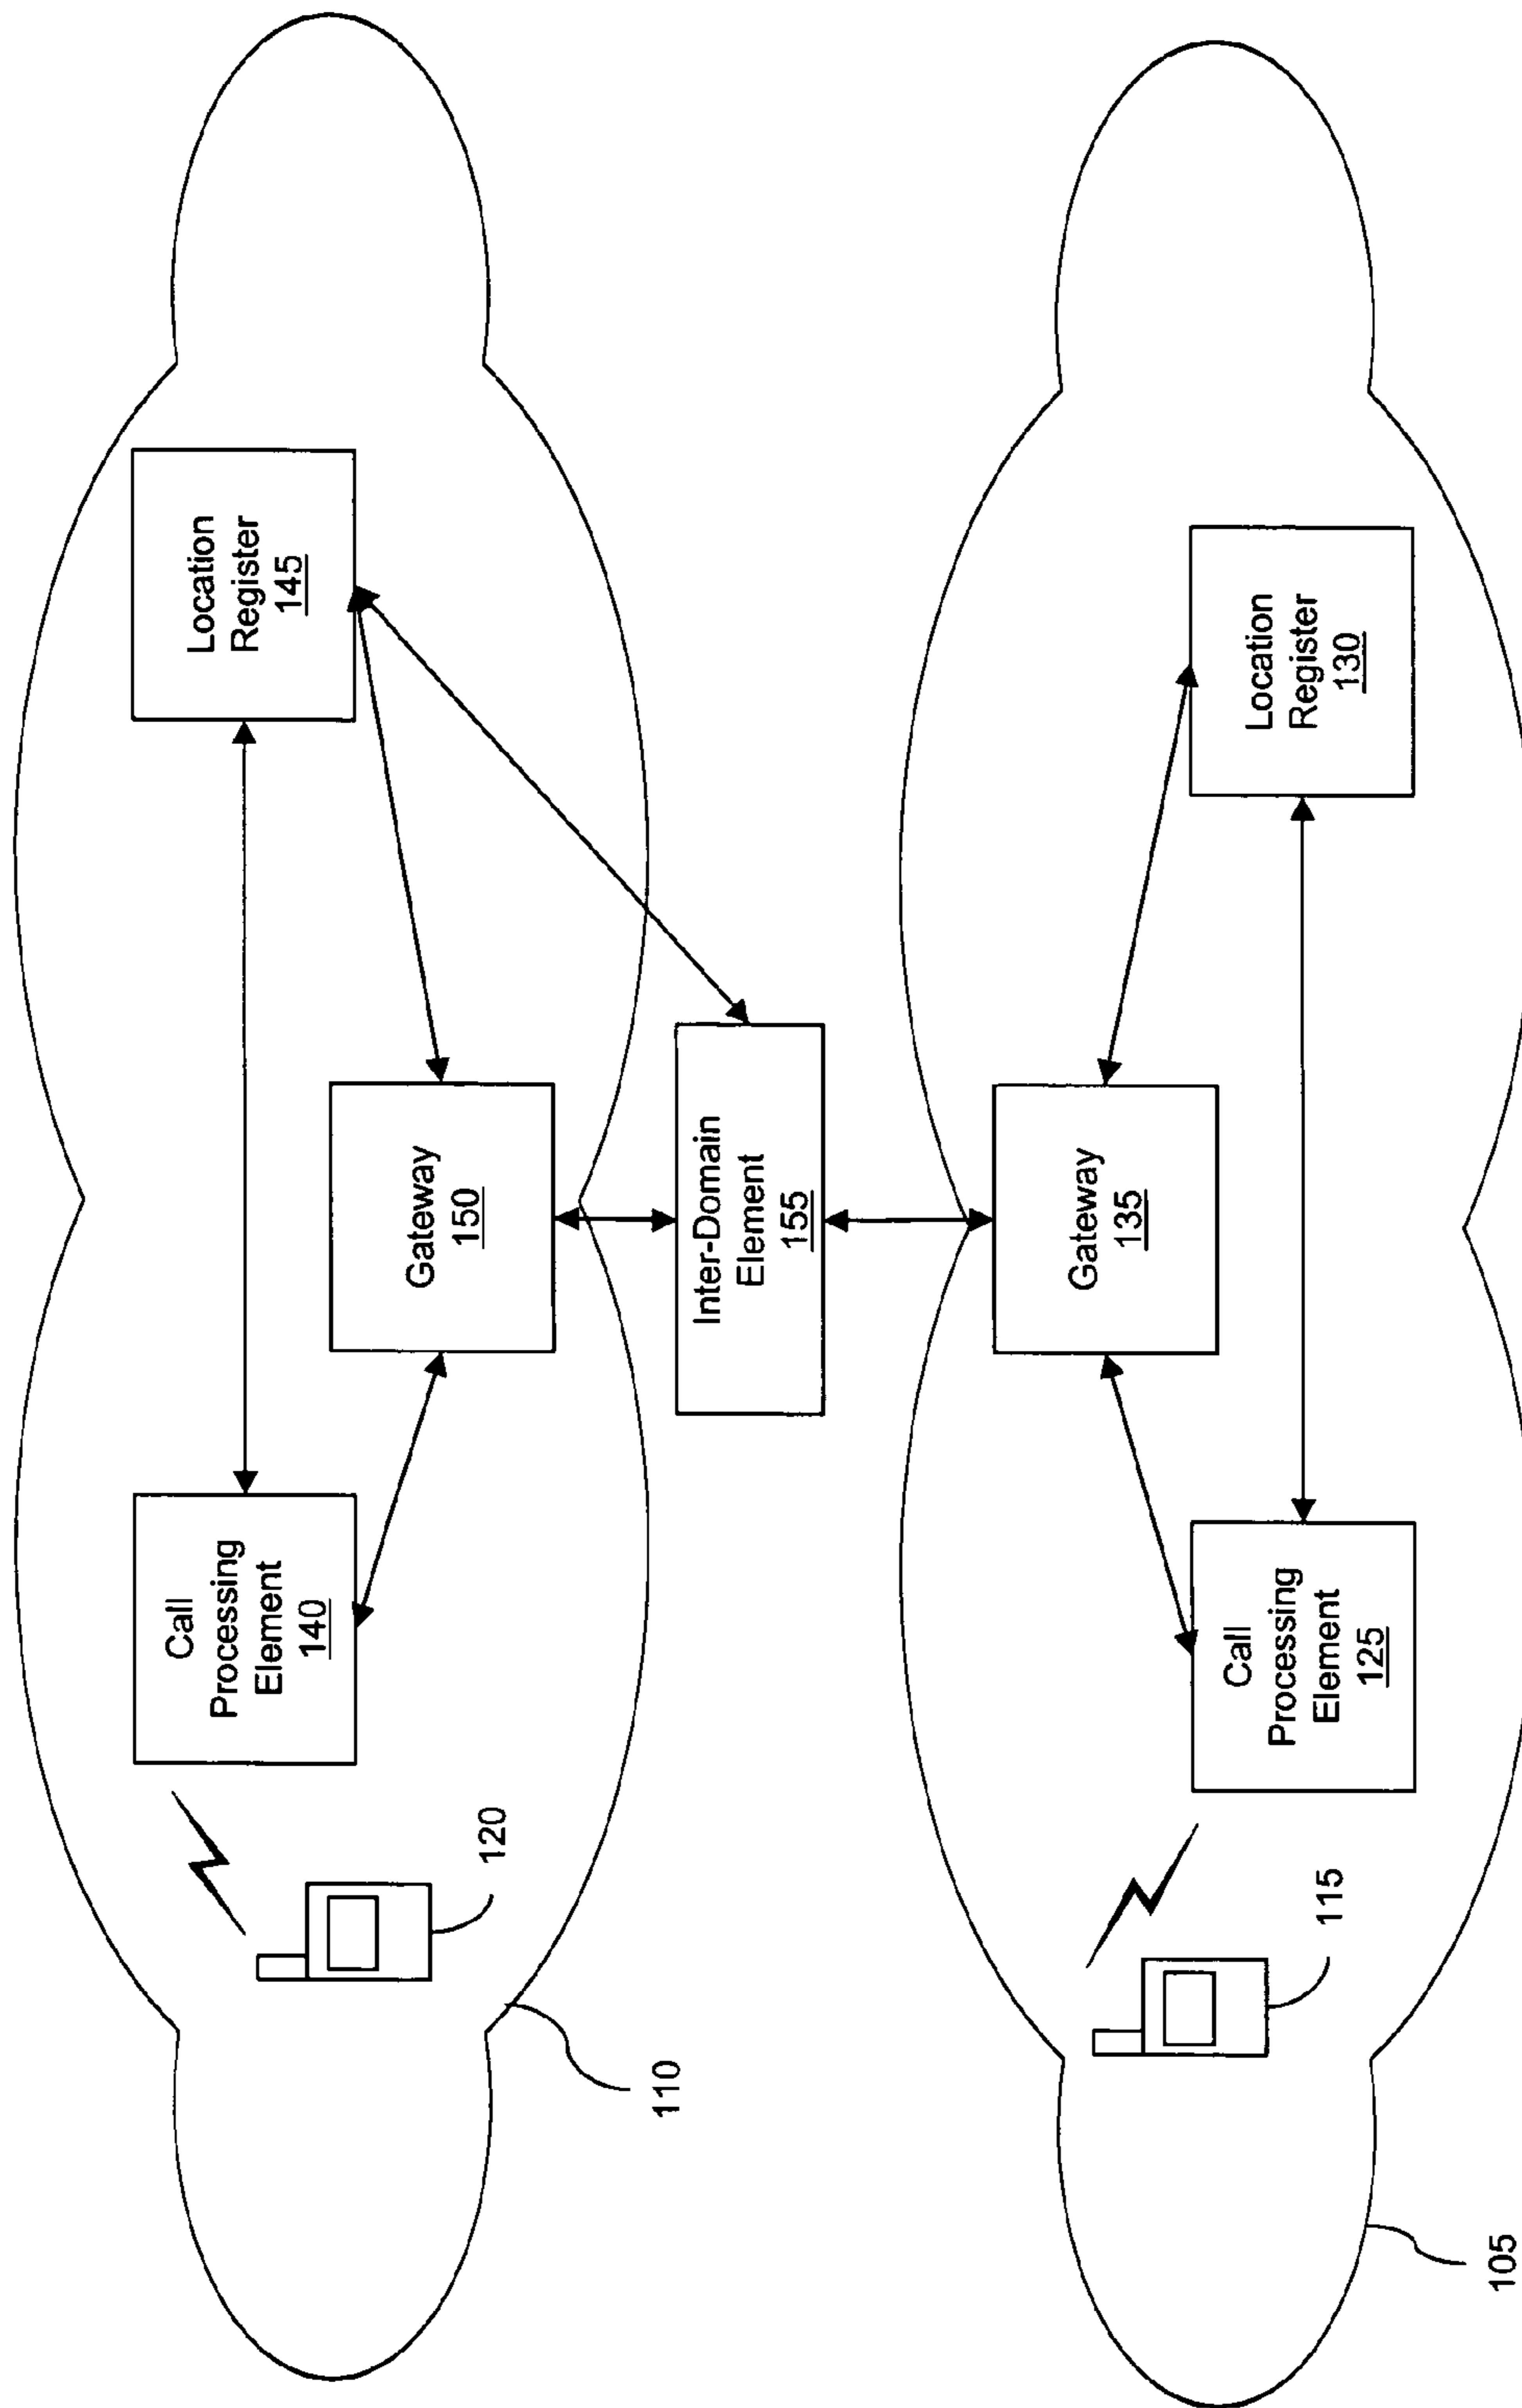 110
120
Call
Processing
Element
140
Gateway
150
Location
Register
145
Inter-Domain
Element
155
105
115
Call
Processing
Element
125
Gateway
135
Location
Register
130